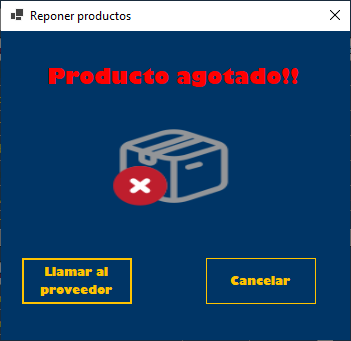 Reponer productos
Producto agotado!!
Llamar al
proveedor
Cancelar